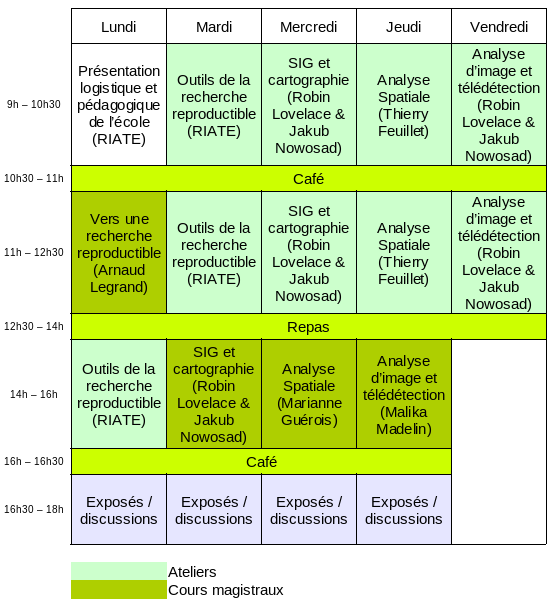 Lundi
Mardi
Mercredi
Jeudi
Vendredi
9h – 10h30
Présentation
logistique et
pédagogique
de l'école
(RIATE)
Outils de la
recherche
reproductible
(RIATE)
SIG et
cartographie
(Robin
Lovelace &
Jakub
Nowosad)
Analyse
Spatiale
(Thierry
Feuillet)
Analyse
d'image et
télédétection
(Robin
Lovelace &
Jakub
Nowosad)
10h30 – 11h
Café
11h – 12h30
Vers une
recherche
reproductible
(Arnaud
Legrand)
Outils de la
recherche
reproductible
(RIATE)
SIG et
cartographie
(Robin
Lovelace &
Jakub
Nowosad)
Analyse
Spatiale
(Thierry
Feuillet)
Analyse
d'image et
télédétection
(Robin
Lovelace &
Jakub
Nowosad)
12h30 – 14h
Repas
14h – 16h
Outils de la
recherche
reproductible
(RIATE)
SIG et
cartographie
(Robin
Lovelace &
Jakub
Nowosad)
Analyse
Spatiale
(Marianne
Guérois)
Analyse
d'image et
télédétection
(Malika
Madelin)
16h – 16h30
Café
16h30 – 18h
Exposés /
discussions
Exposés /
discussions
Exposés /
discussions
Exposés /
discussions
Ateliers
Cours magistraux